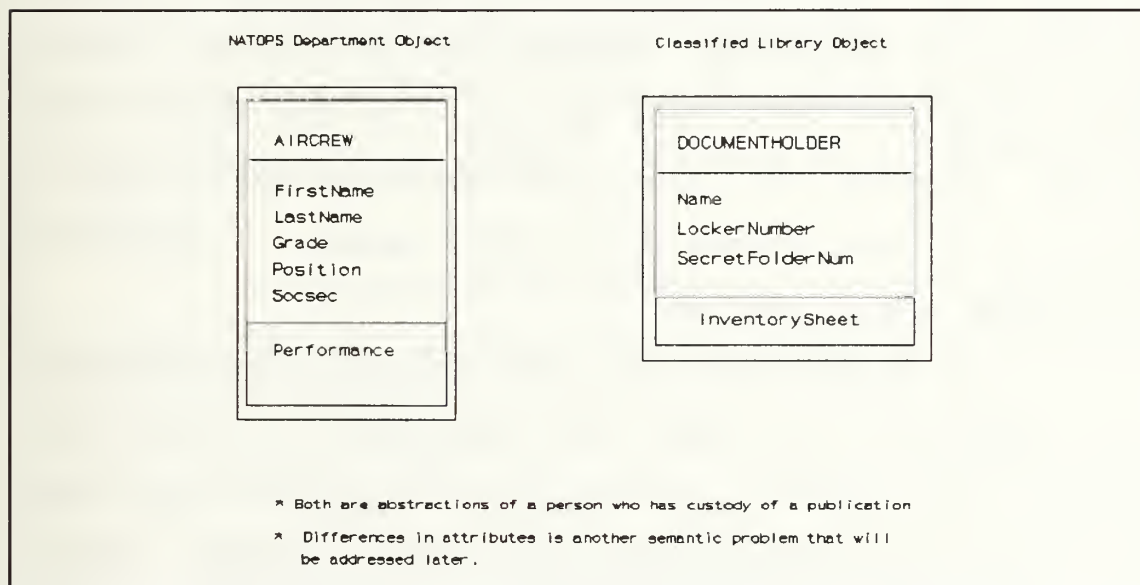 NATOPS Department Object
AIRCREW
FirstName
LastName
Grade
Position
Socsec
Performance
Classified Library Object
DOCUMENTHOLDER
Name
LockerNumber
SecretFolderNum
InventorySheet
* Both are abstractions of a person who has custody of a publication
* Differences in attributes is another semantic problem that will
be addressed later.